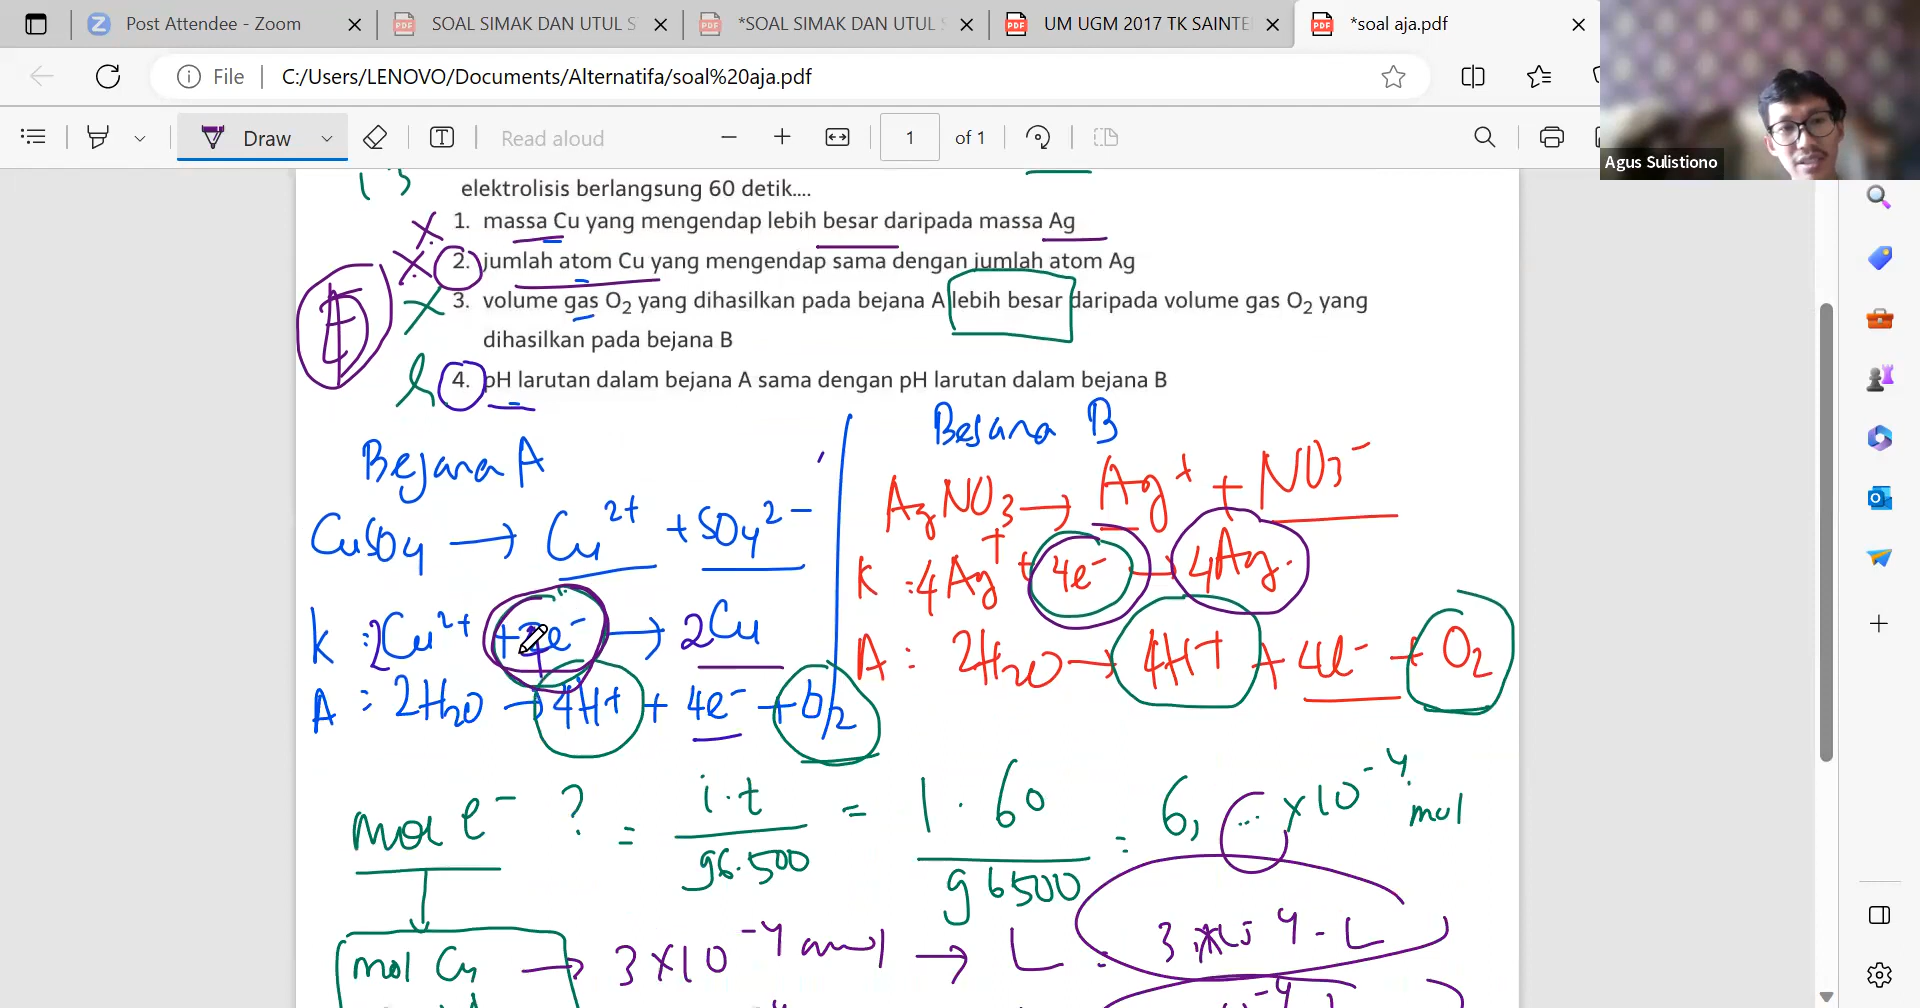 Post Attendee - Zoom
SOAL SIMAK DAN UTUL S
*SOAL SIMAK DAN UTUL S
UM UGM 2017 TK SAINTE
*soal aja.pdf
File
C:/Users/LENOVO/Documents/Alternatifa/soal%20aja.pdf
Draw
Read aloud
1
of 1
Agus Sulistiono
elektrolisis berlangsung 60 detik....
1. massa Cu yang mengendap lebih besar daripada massa Ag
2. jumlah atom Cu yang mengendap sama dengan jumlah atom Ag
3. volume gas O2 yang dihasilkan pada bejana A lebih besar daripada volume gas O2 yang
dihasilkan pada bejana B
4. pH larutan dalam bejana A sama dengan pH larutan dalam bejana B
Bejana A
CuSO4 → Cu2+ + SO42-
K : 2Cu2+ + e- → 2Cu
A : 2H2O → 4H+ + 4e- + O2
Bejana B
AgNO3 → Ag+ + NO3-
K : 4Ag+ + 4e- → 4Ag
A : 2H2O → 4H+ + 4e- + O2
mol e- ? = i.t / 96.500 = 1 . 60 / 96500 = 6, ... × 10-4 mol
mol Cu → 3 × 10-4 mol → L